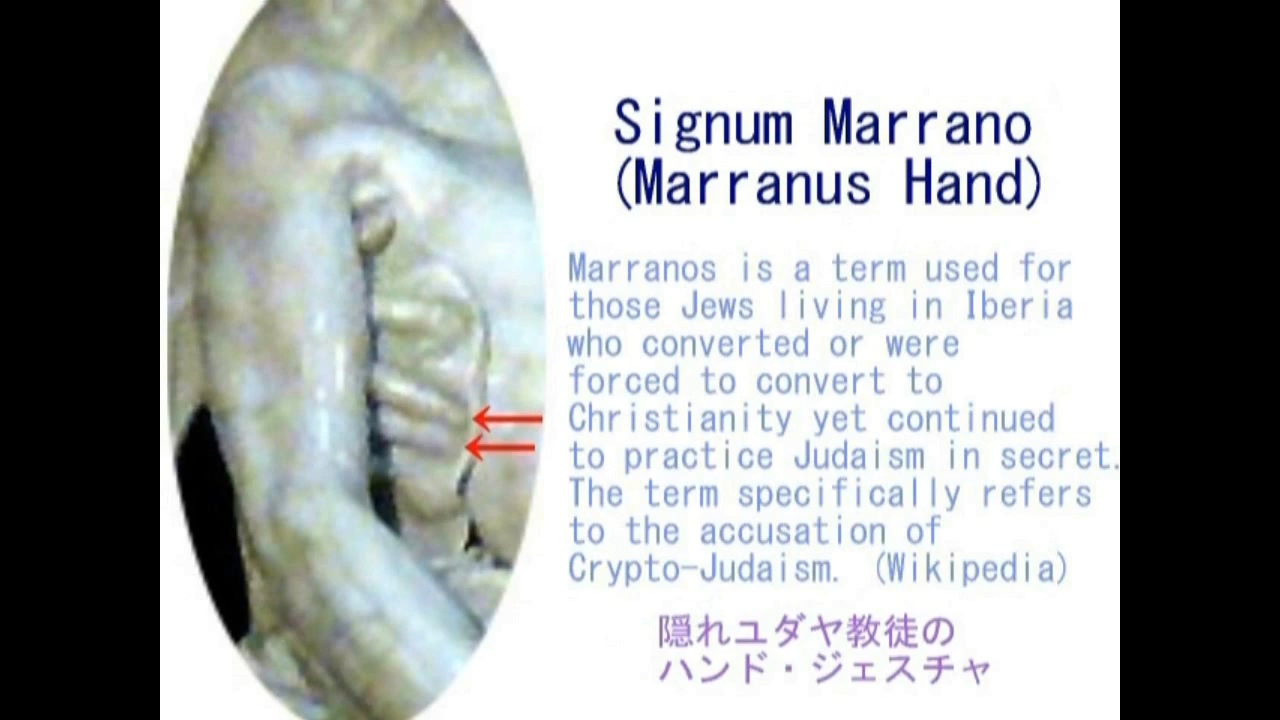 Signum Marrano
(Marranus Hand)
Marranos is a term used for
those Jews living in Iberia
who converted or were
forced to convert to
Christianity yet continued
to practice Judaism in secret.
The term specifically refers
to the accusation of
Crypto-Judaism. (Wikipedia)
隠れユダヤ教徒の
ハンド・ジェスチャ